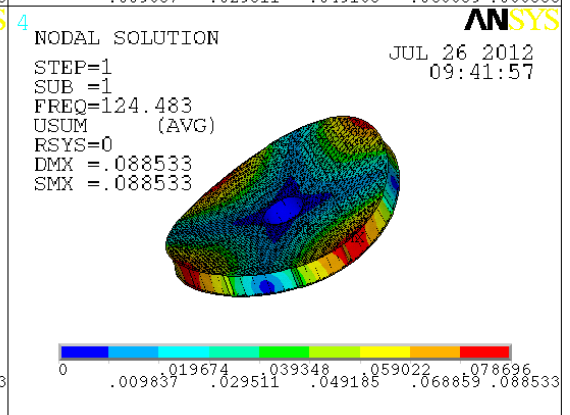 4
ANSYS
NODAL SOLUTION
JUL 26 2012
09:41:57
STEP=1
SUB =1
FREQ=124.483
USUM (AVG)
RSYS=0
DMX =.088533
SMX =.088533
MX
0 .019674 .039348 .059022 .078696
.009837 .029511 .049185 .068859 .088533